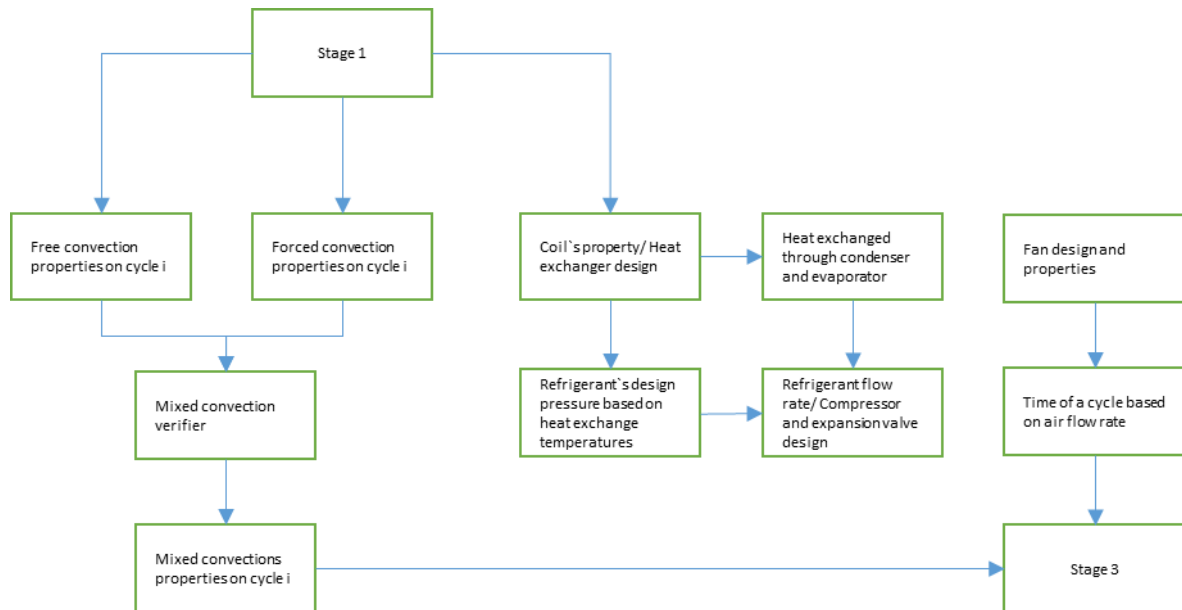 Stage 1
Free convection
properties on cycle i
Forced convection
properties on cycle i
Coil`s property/ Heat
exchanger design
Heat exchanged
through condenser
and evaporator
Fan design and
properties
Mixed convection
verifier
Refrigerant`s design
pressure based on
heat exchange
temperatures
Refrigerant flow
rate/ Compressor
and expansion valve
design
Time of a cycle based
on air flow rate
Mixed convections
properties on cycle i
Stage 3